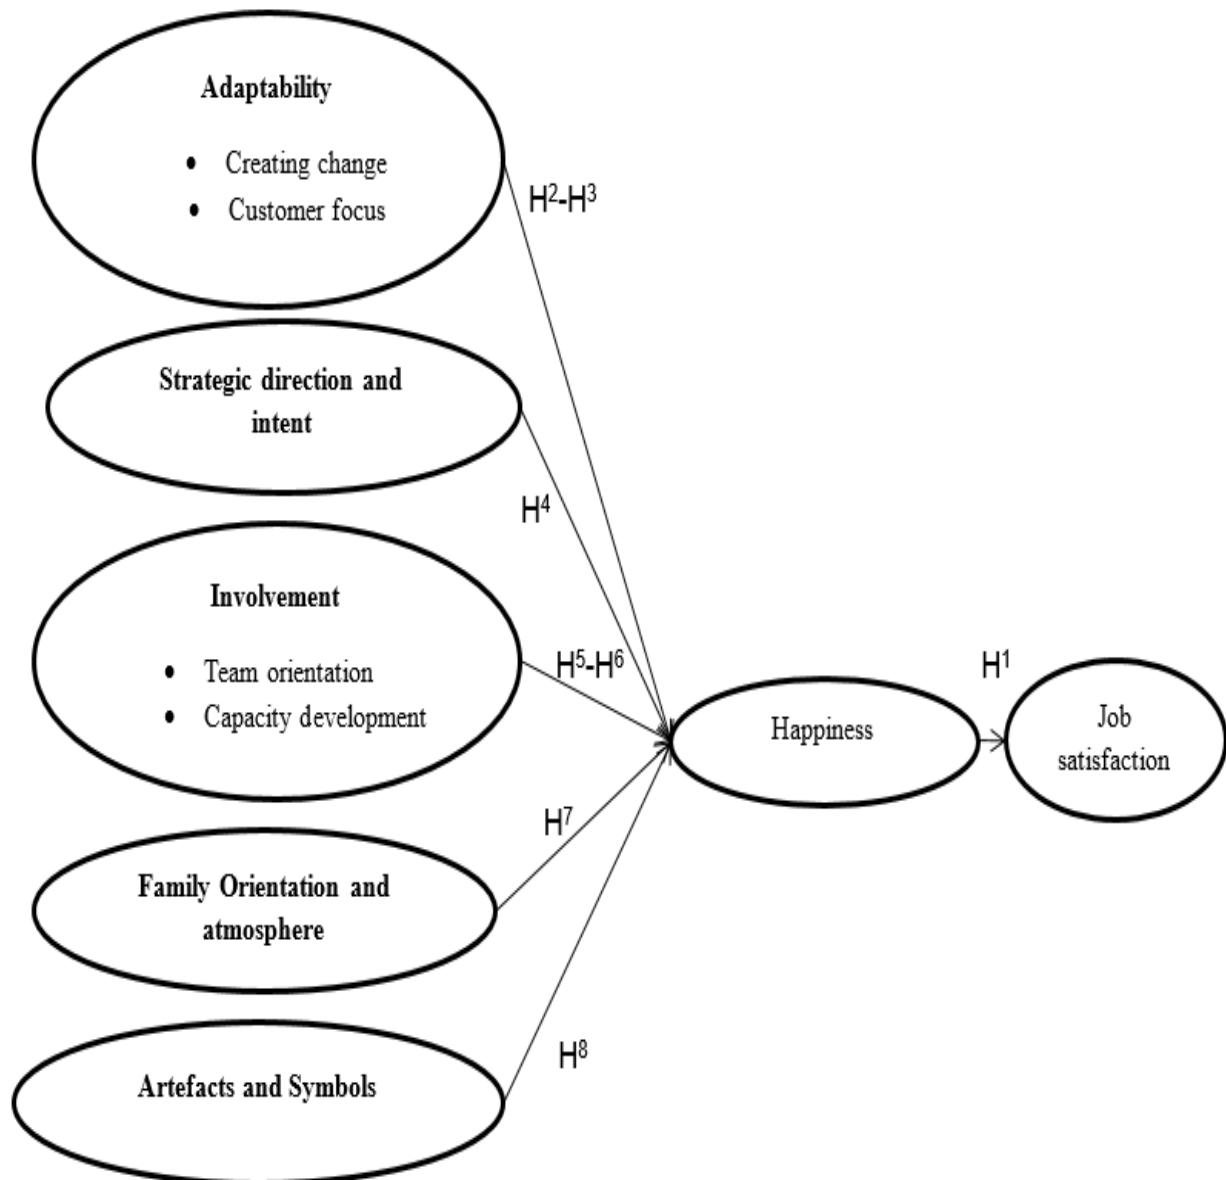 Adaptability
• Creating change
• Customer focus
H²-H³
Strategic direction and
intent
H⁴
Involvement
• Team orientation
• Capacity development
H⁵-H⁶
Happiness
H¹
Job
satisfaction
H⁷
Family Orientation and
atmosphere
H⁸
Artefacts and Symbols